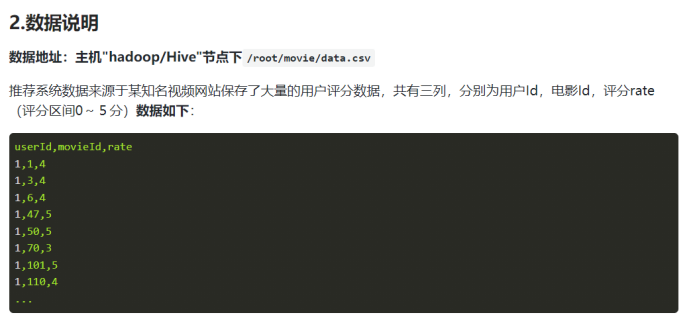 2.数据说明
数据地址：主机"hadoop/Hive"节点下 /root/movie/data.csv
推荐系统数据来源于某知名视频网站保存了大量的用户评分数据，共有三列，分别为用户Id，电影Id，评分rate
（评分区间0～５分）数据如下：
userId,movieId,rate
1,1,4
1,3,4
1,6,4
1,47,5
1,50,5
1,70,3
1,101,5
1,110,4
...